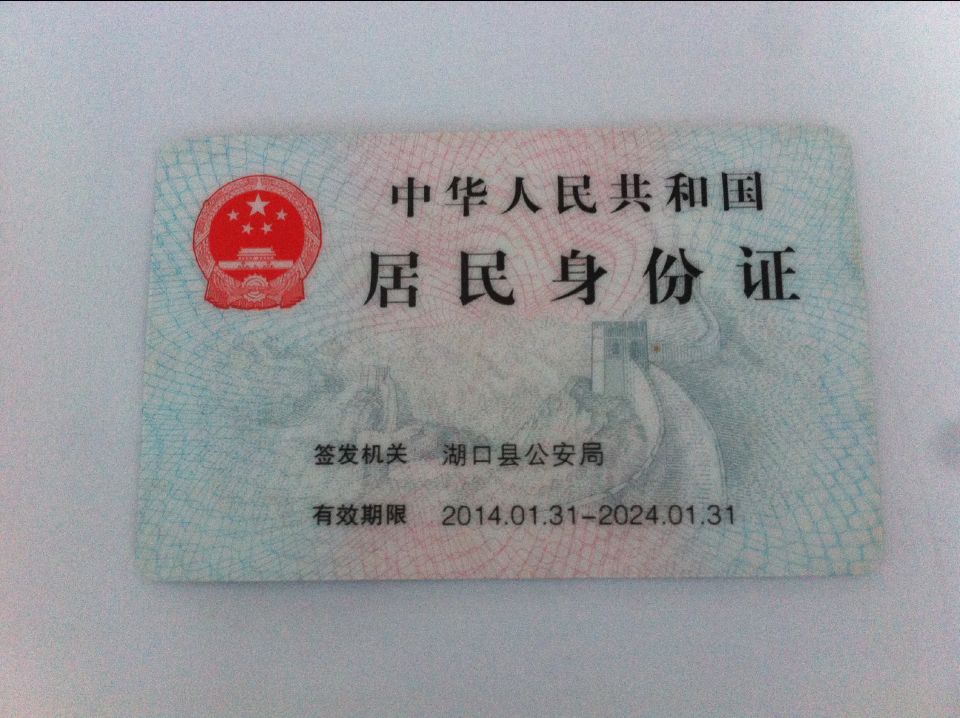 中华人民共和国
居民身份证
签发机关 湖口县公安局
有效期限 2014.01.31-2024.01.31